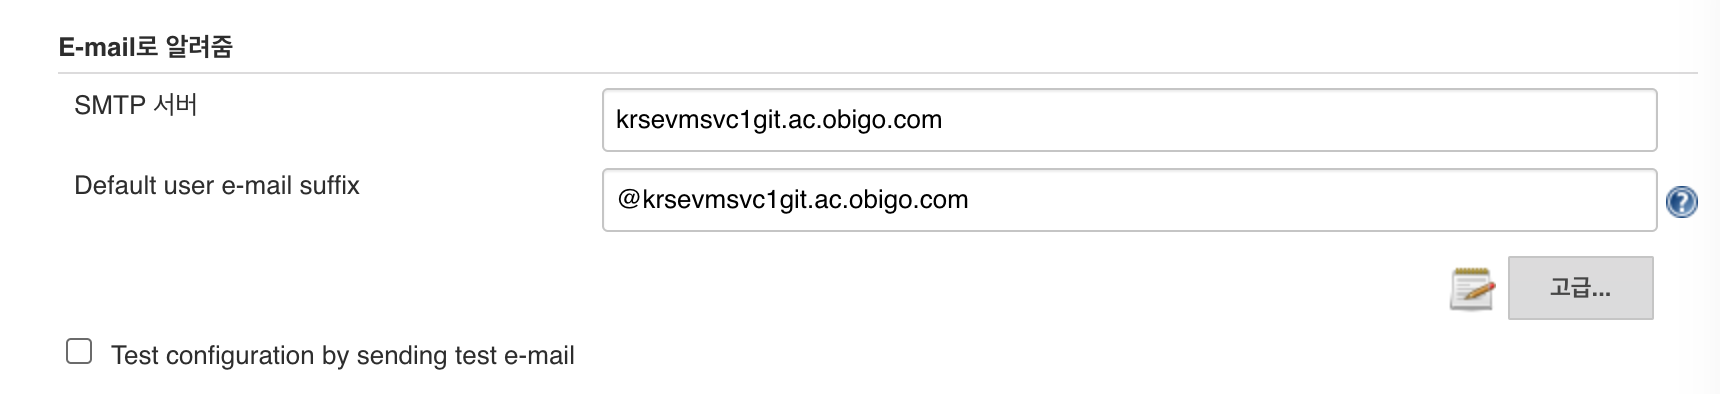 E-mail로 알려줌
SMTP 서버
krsevmsvc1git.ac.obigo.com
Default user e-mail suffix
@krsevmsvc1git.ac.obigo.com
?
고급...
Test configuration by sending test e-mail